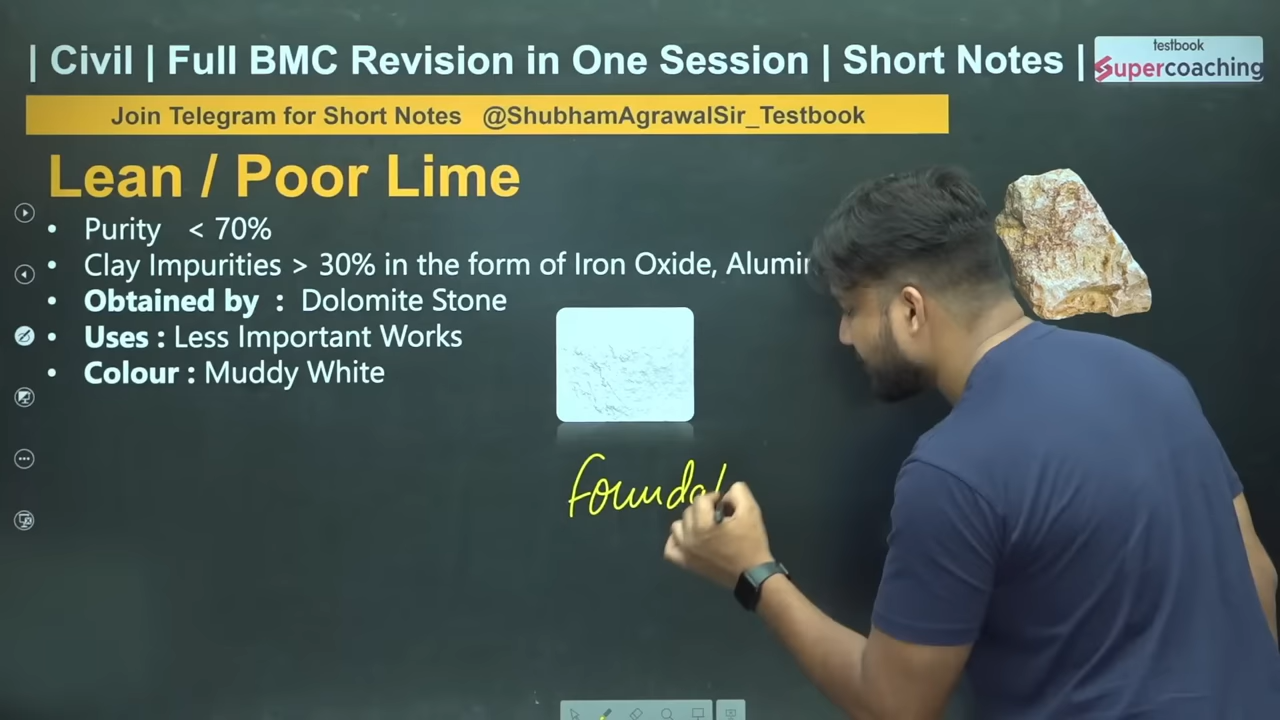 | Civil | Full BMC Revision in One Session | Short Notes |
testbook
Supercoaching
Join Telegram for Short Notes @ShubhamAgrawalSir_Testbook
Lean / Poor Lime
• Purity < 70%
• Clay Impurities > 30% in the form of Iron Oxide,
• Obtained by : Dolomite Stone
• Uses : Less Important Works
• Colour : Muddy White